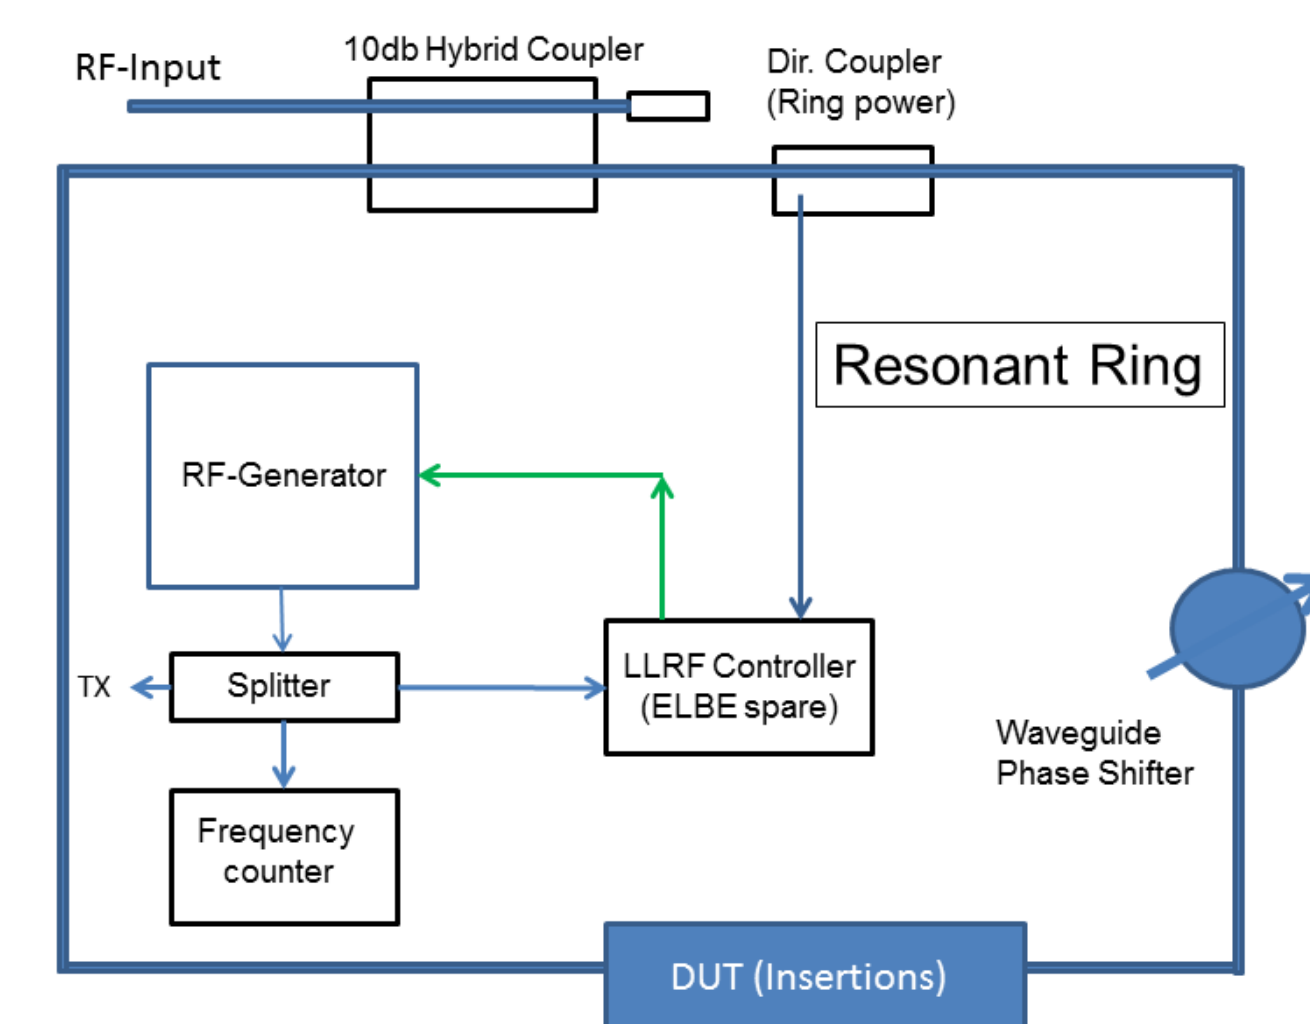 10db Hybrid Coupler
RF-Input
Dir. Coupler
(Ring power)
Resonant Ring
RF-Generator
LLRF Controller
(ELBE spare)
TX
Splitter
Waveguide
Phase Shifter
Frequency
counter
DUT (Insertions)